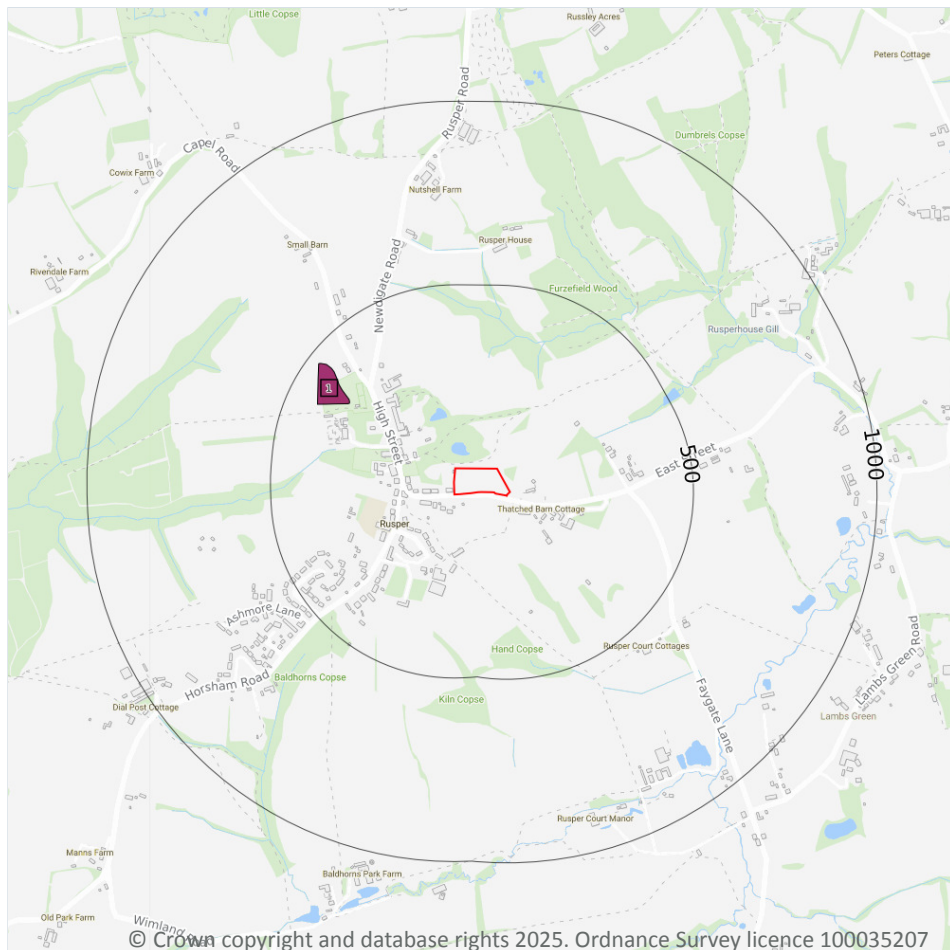 Little Copse
Russley Acres
Peters Cottage
Rusper Road
Dumbrels Copse
Capel Road
Cowix Farm
Nutshell Farm
Small Barn
Rusper House
Rivendale Farm
Newdigate Road
Furzefield Wood
Rusperhouse Gill
1
High Street
500
1000
East Street
Thatched Barn Cottage
Rusper
Ashmore Lane
Hand Copse
Rusper Court Cottages
Lambs Green Road
Baldhorns Copse
Horsham Road
Kiln Copse
Faygate Lane
Dial Post Cottage
Lambs Green
Rusper Court Manor
Manns Farm
Baldhorns Park Farm
Old Park Farm
Wimland Road
© Crown copyright and database rights 2025. Ordnance Survey licence 100035207